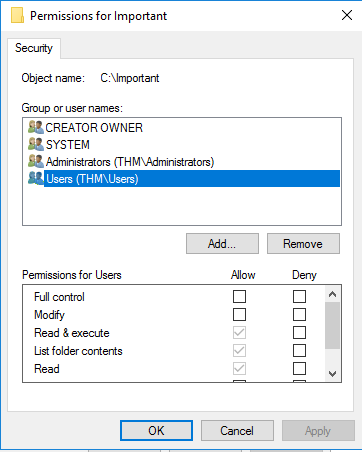 Permissions for Important
Security
Object name: C:\Important
Group or user names:
CREATOR OWNER
SYSTEM
Administrators (THM\Administrators)
Users (THM\Users)
Add... Remove
Permissions for Users Allow Deny
Full control
Modify
Read & execute
List folder contents
Read
OK Cancel Apply